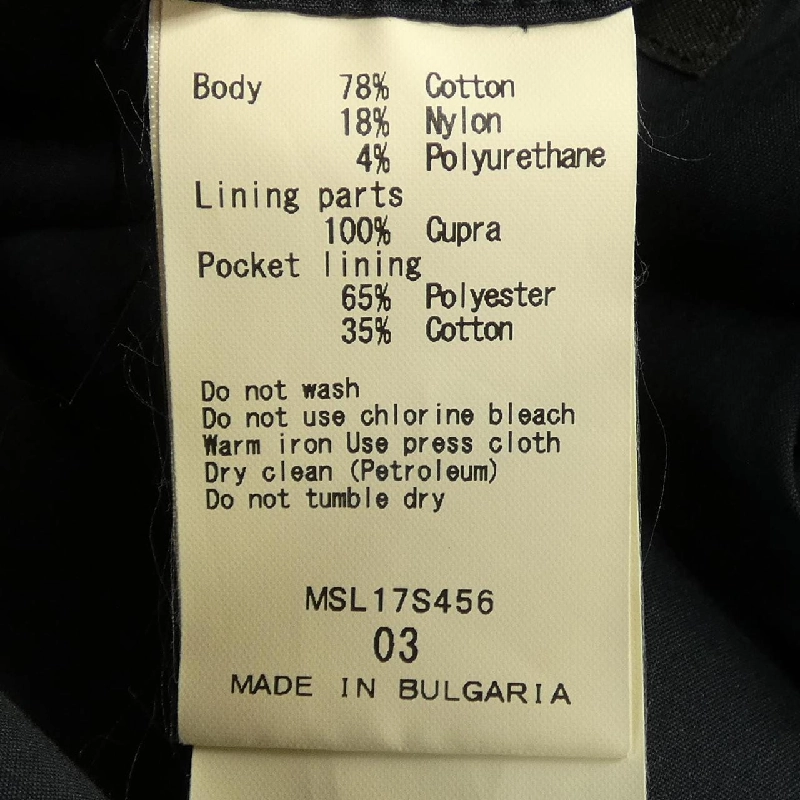 Body 78% Cotton
18% Nylon
4% Polyurethane
Lining parts
100% Cupra
Pocket lining
65% Polyester
35% Cotton
Do not wash
Do not use chlorine bleach
Warm iron Use press cloth
Dry clean (Petroleum)
Do not tumble dry
MSL17S456
03
MADE IN BULGARIA